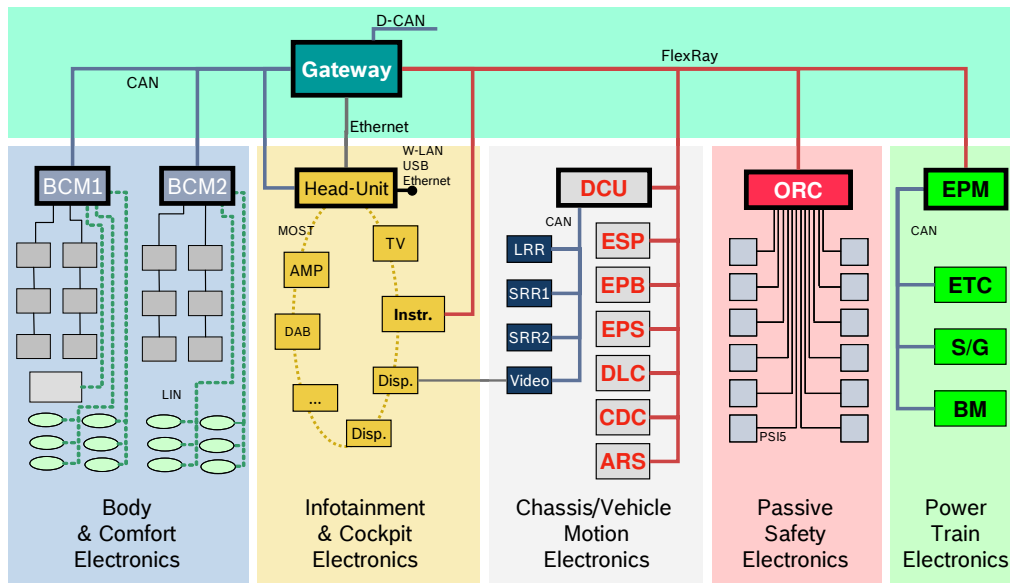 D-CAN
Gateway
CAN
FlexRay
Ethernet
W-LAN
USB
Ethernet
BCM1
BCM2
Head-Unit
DCU
ORC
EPM
MOST
TV
CAN
CAN
LRR
ESP
AMP
SRR1
EPB
ETC
Instr.
DAB
SRR2
EPS
S/G
Video
DLC
Disp.
LIN
...
BM
CDC
Disp.
PSI5
ARS
Body
& Comfort
Electronics
Infotainment
& Cockpit
Electronics
Chassis/Vehicle
Motion
Electronics
Passive
Safety
Electronics
Power
Train
Electronics